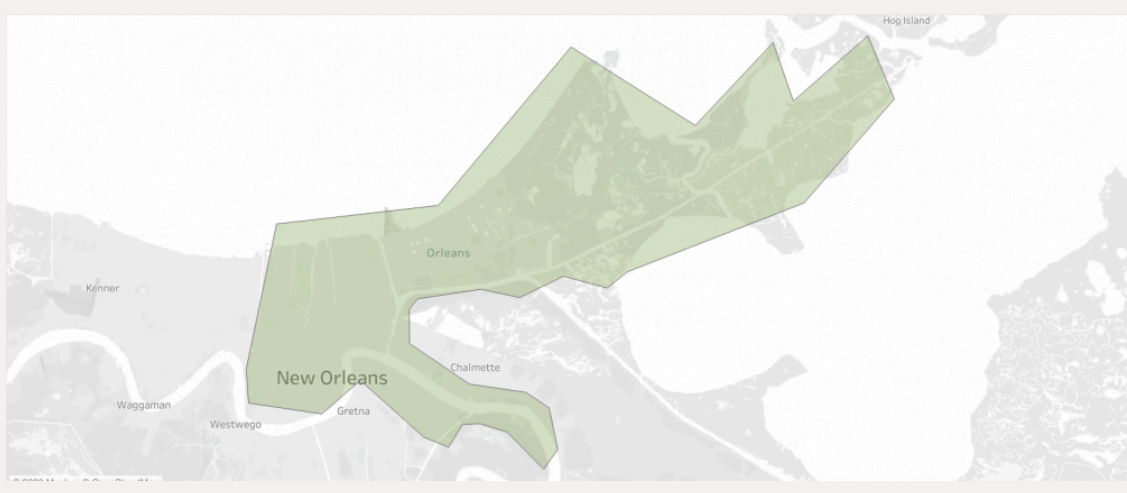 Hog Island
Orleans
Kenner
Chalmette
New Orleans
Waggaman
Gretna
Westwego